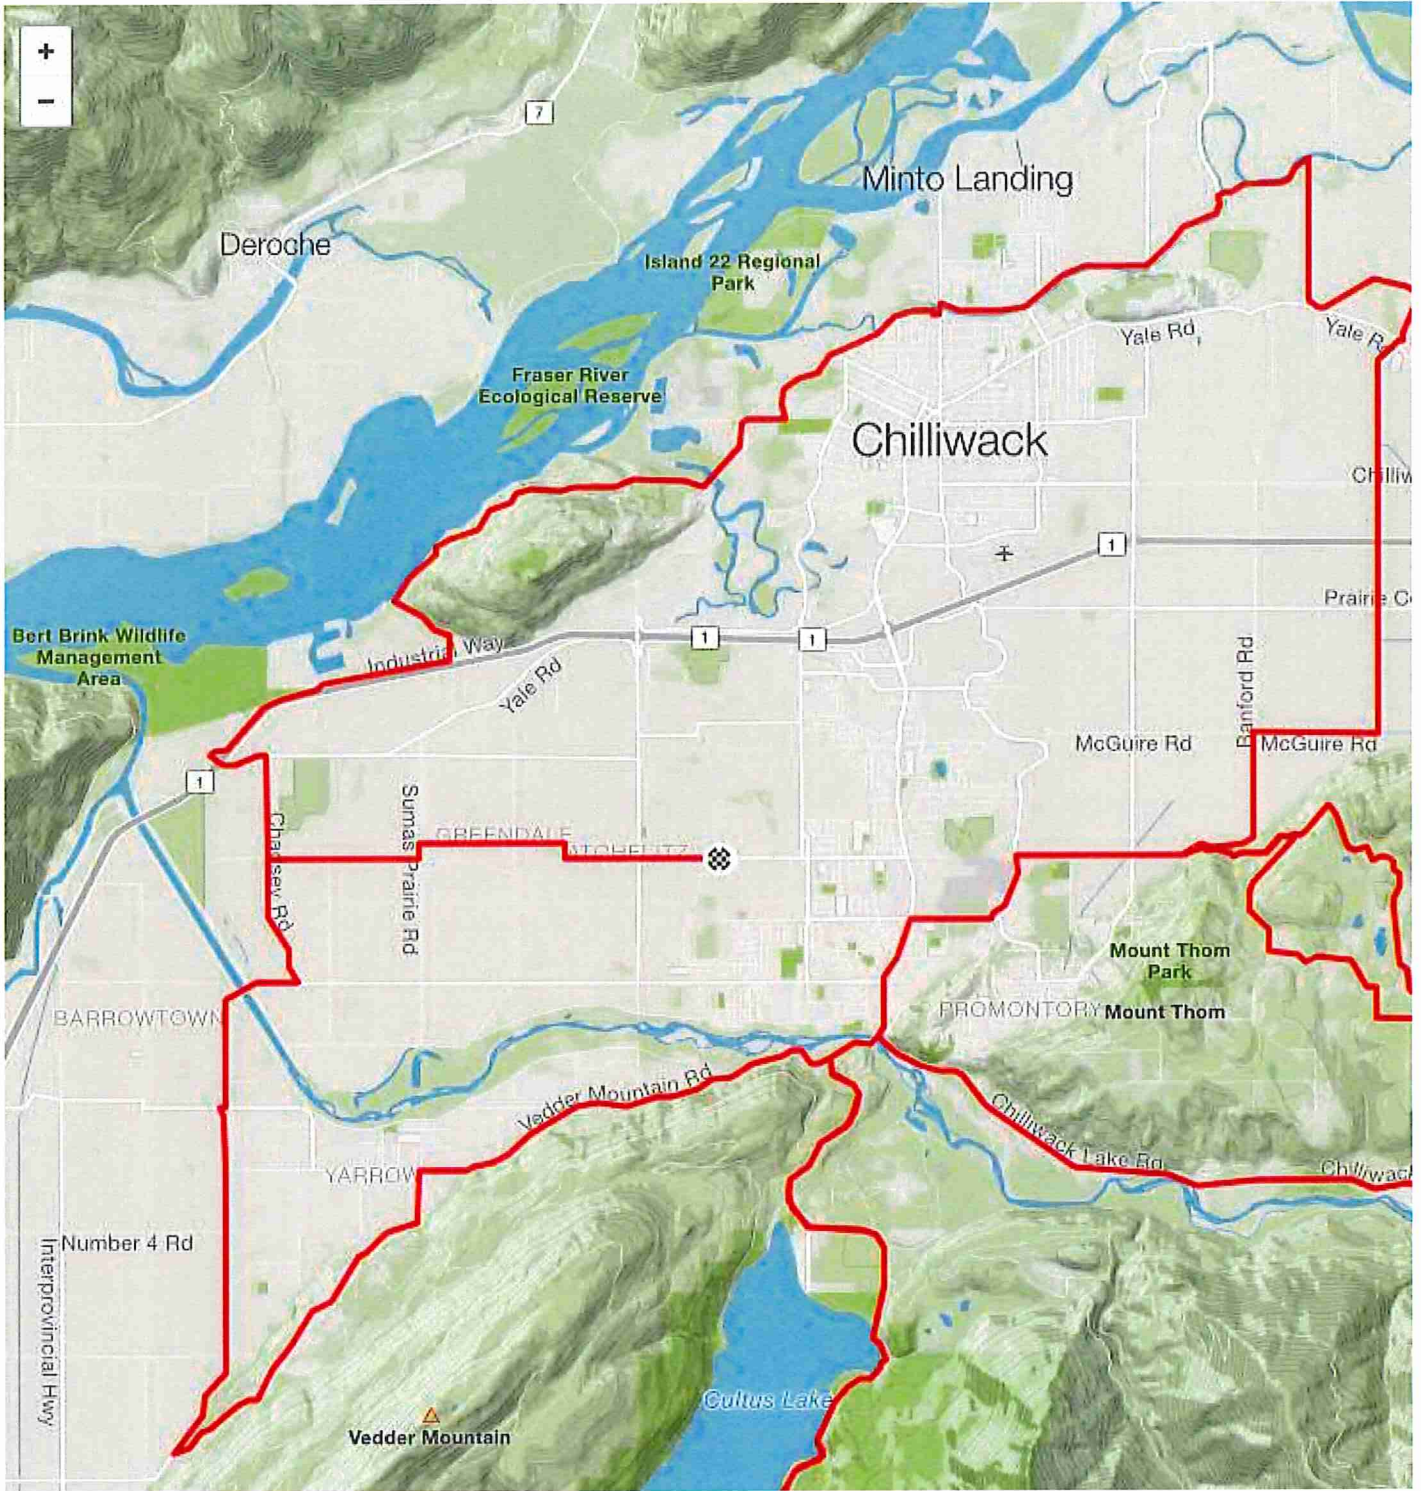 +
−
7
Minto Landing
Deroche
Island 22 Regional
Park
Yale Rd
Yale R
Fraser River
Ecological Reserve
Chilliwack
Chilliw
1
Prairie C
Bert Brink Wildlife
Management
Area
Industrial Way
1
1
Yale Rd
Banford Rd
McGuire Rd
McGuire Rd
1
Sumas Prairie Rd
Chadsey Rd
GREENDALE
ATCHELITZ
Mount Thom
Park
PROMONTORY
Mount Thom
BARROWTOWN
Vedder Mountain Rd
Chilliwack Lake Rd
Chilliwack
YARROW
Number 4 Rd
Interprovincial Hwy
Cultus Lake
Vedder Mountain